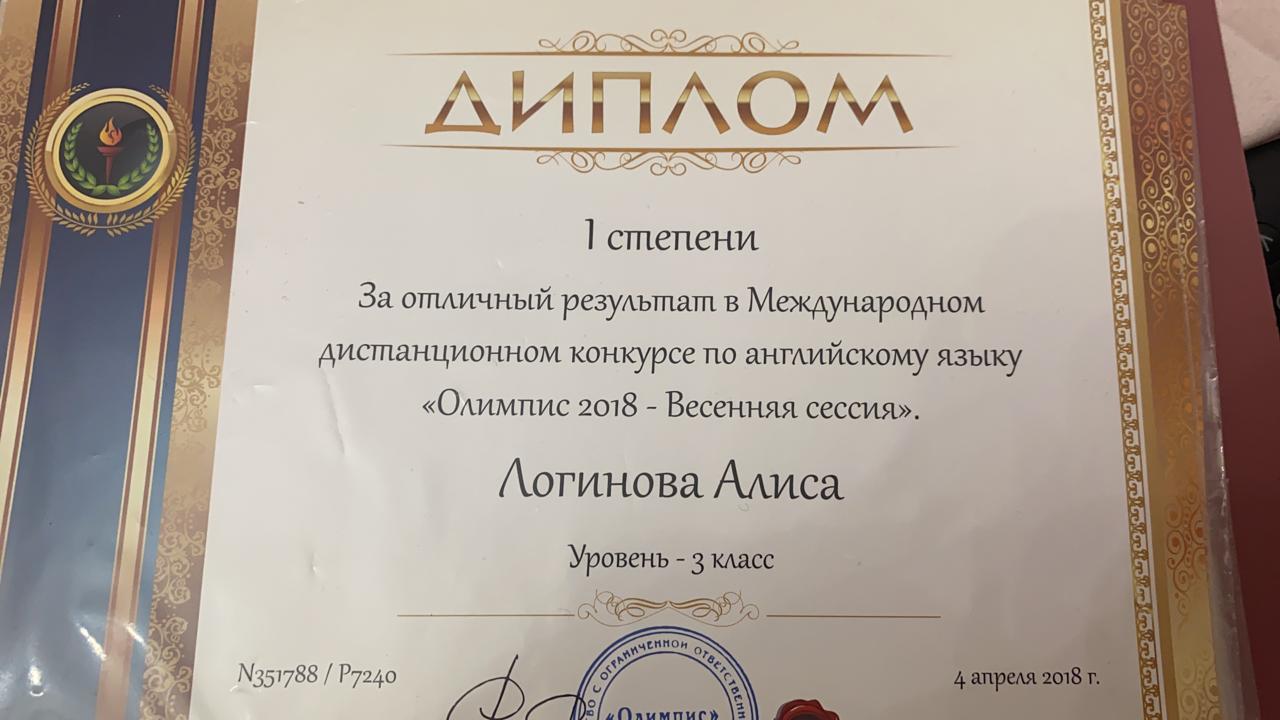 ДИПЛОМ
I степени
За отличный результат в Международном
дистанционном конкурсе по английскому языку
«Олимпис 2018 - Весенняя сессия».
Логинова Алиса
Уровень - 3 класс
N351788 / P7240
4 апреля 2018 г.
С ОГРАНИЧЕННОЙ
«Олимпис»